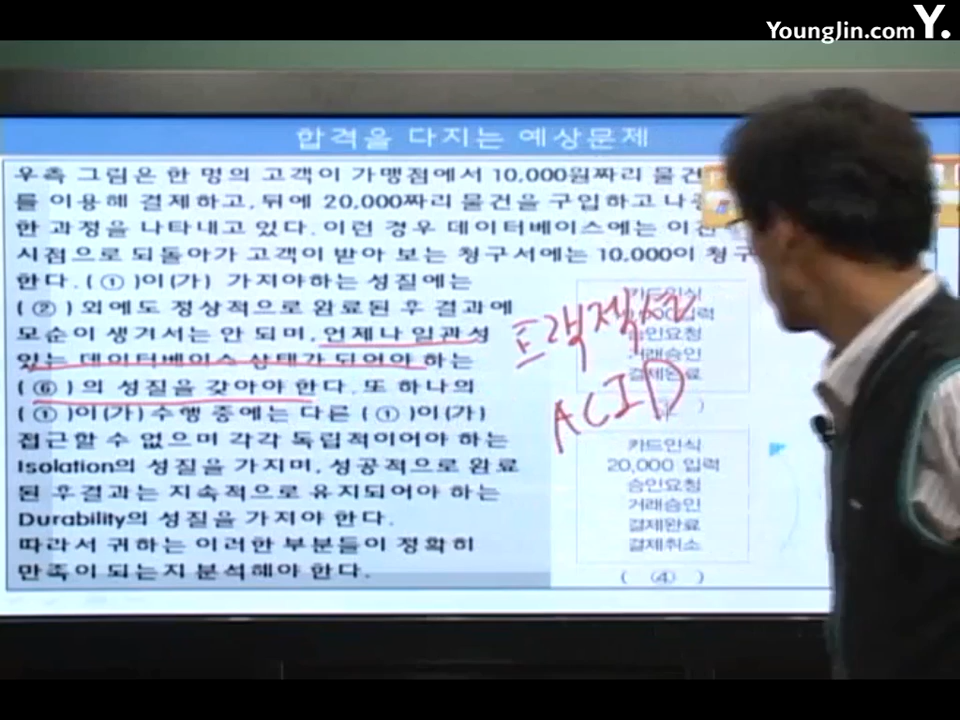 YoungJin.com Y.
합격을 다지는 예상문제
우측 그림은 한 명의 고객이 가맹점에서 10,000원짜리 물건
를 이용해 결제하고, 뒤에 20,000짜리 물건을 구입하고
한 과정을 나타내고 있다. 이런 경우 데이터베이스에는 이전
시점으로 되돌아가 고객이 받아 보는 청구서에는 10.000이 청구
한다. ( ① )이(가) 가지야하는 성질에는
( ② ) 외에도 정상적으로 완료된 후 결과에
모순이 생겨서는 안 되며, 언제나 일관성
있는 데이터베이스 상태가 되어야 하는
( ⑥ )의 성질을 갖아야 한다. 또 하나의
( ① )이(가) 수행 중에는 다른 ( ① )이(가)
접근할 수 없으며 각각 독립적이어야 하는
Isolation의 성질을 가지며, 성공적으로 완료
된 후결과는 지속적으로 유지되어야 하는
Durability의 성질을 가지야 한다.
따라서 귀하는 이러한 부분들이 정확히
만족이 되는지 분석해야 한다.
카드인식
입력
승인요청
거래승인
결제완료
트랙젝션
ACID
카드인식
20,000 입력
승인요청
거래승인
결제완료
결제취소
( ④ )